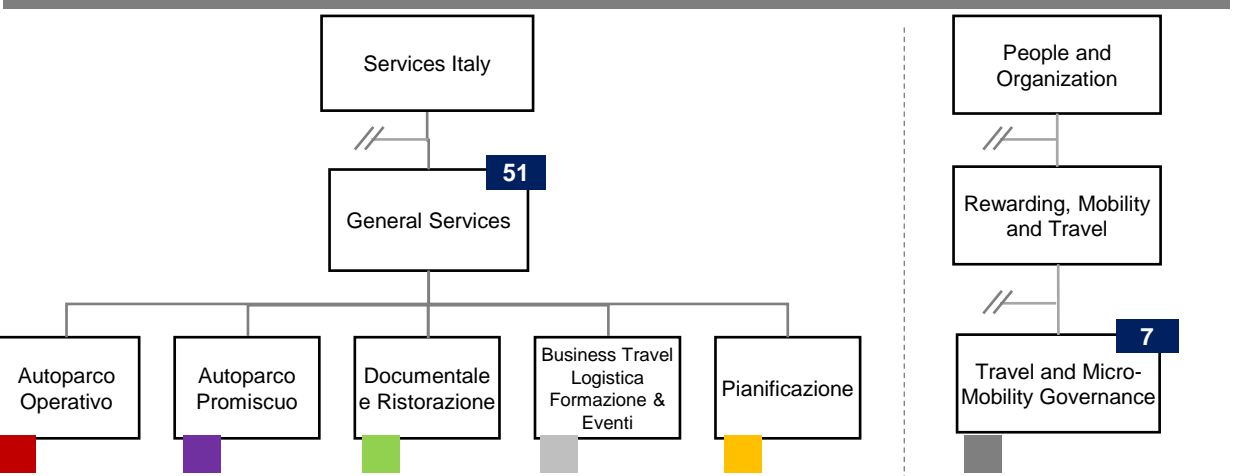 Services Italy
51
General Services
Autoparco
Operativo
Autoparco
Promiscuo
Documentale
e Ristorazione
Business Travel
Logistica
Formazione &
Eventi
Pianificazione
People and
Organization
Rewarding, Mobility
and Travel
7
Travel and Micro-
Mobility Governance